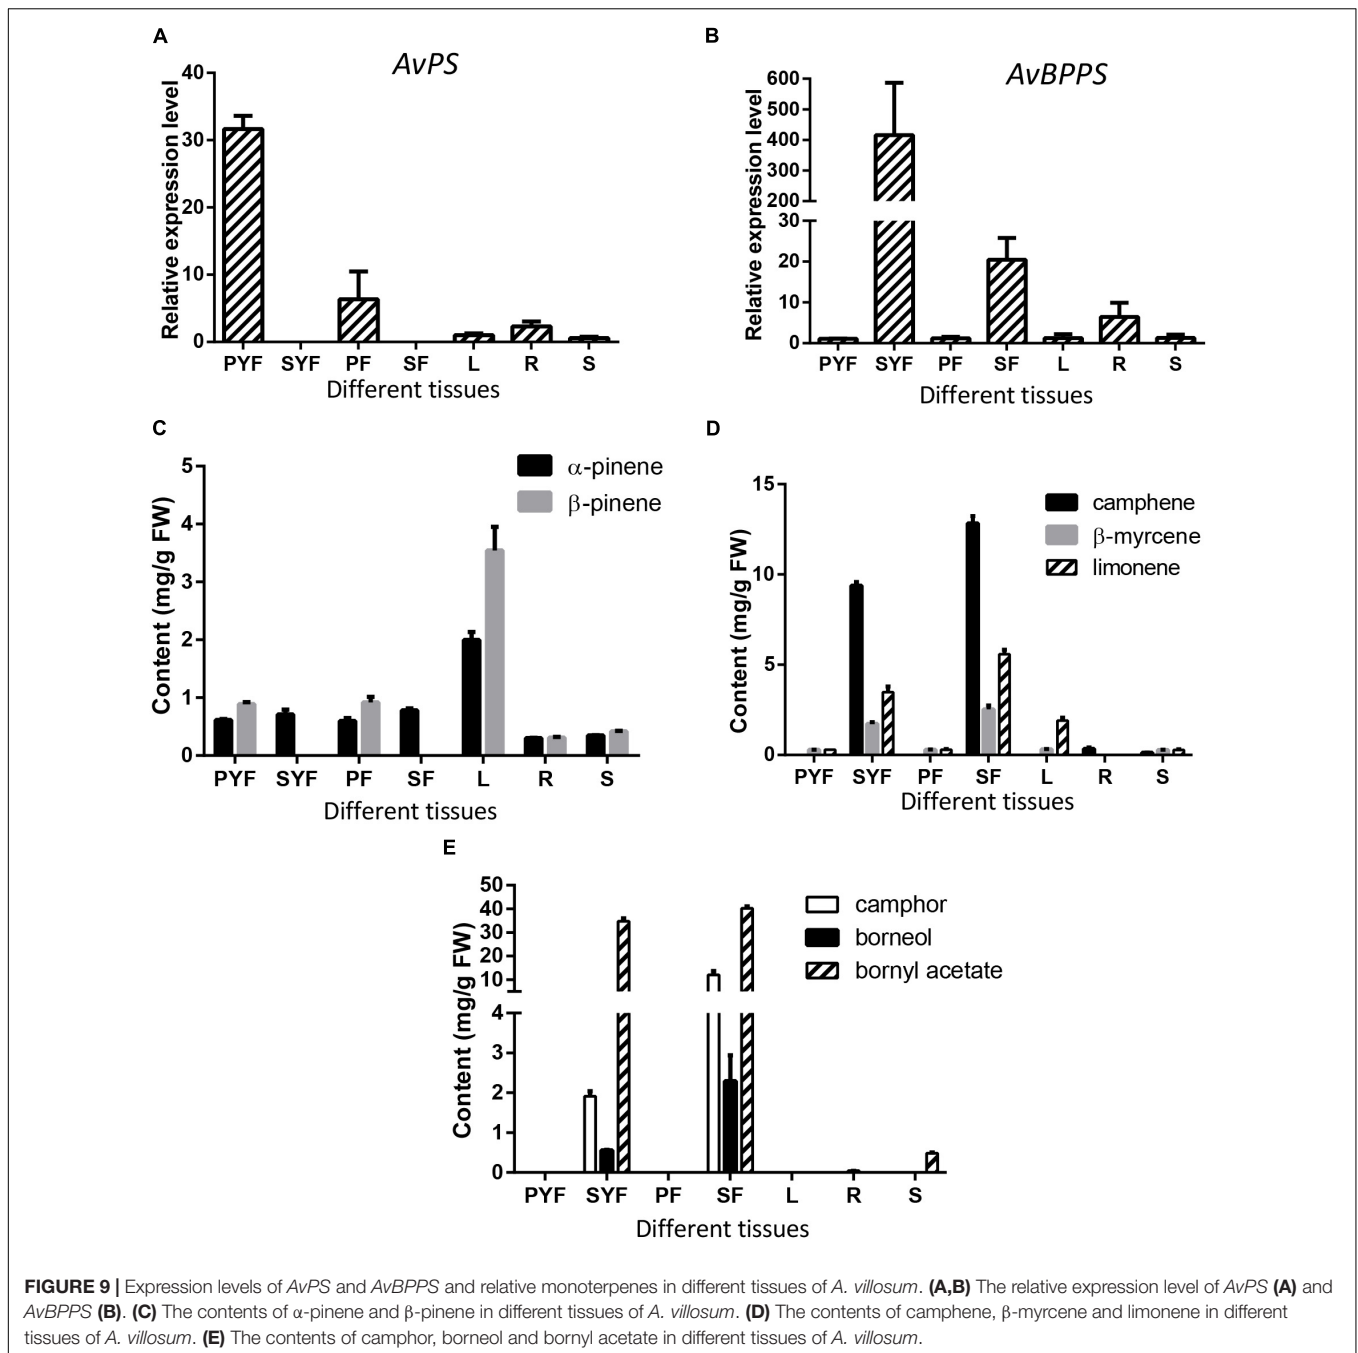 A
AvPS
Relative expression level
40
30
20
10
0
PYF SYF PF SF L R S
Different tissues
B
AvBPPS
Relative expression level
600
500
400
300
200
30
20
10
0
PYF SYF PF SF L R S
Different tissues
C
α-pinene
β-pinene
Content (mg/g FW)
5
4
3
2
1
0
PYF SYF PF SF L R S
Different tissues
D
camphene
β-myrcene
limonene
Content (mg/g FW)
15
10
5
0
PYF SYF PF SF L R S
Different tissues
E
camphor
borneol
bornyl acetate
Content (mg/g FW)
50
40
30
20
10
4
3
2
1
0
PYF SYF PF SF L R S
Different tissues
FIGURE 9 | Expression levels of AvPS and AvBPPS and relative monoterpenes in different tissues of A. villosum. (A,B) The relative expression level of AvPS (A) and
AvBPPS (B). (C) The contents of α-pinene and β-pinene in different tissues of A. villosum. (D) The contents of camphene, β-myrcene and limonene in different
tissues of A. villosum. (E) The contents of camphor, borneol and bornyl acetate in different tissues of A. villosum.